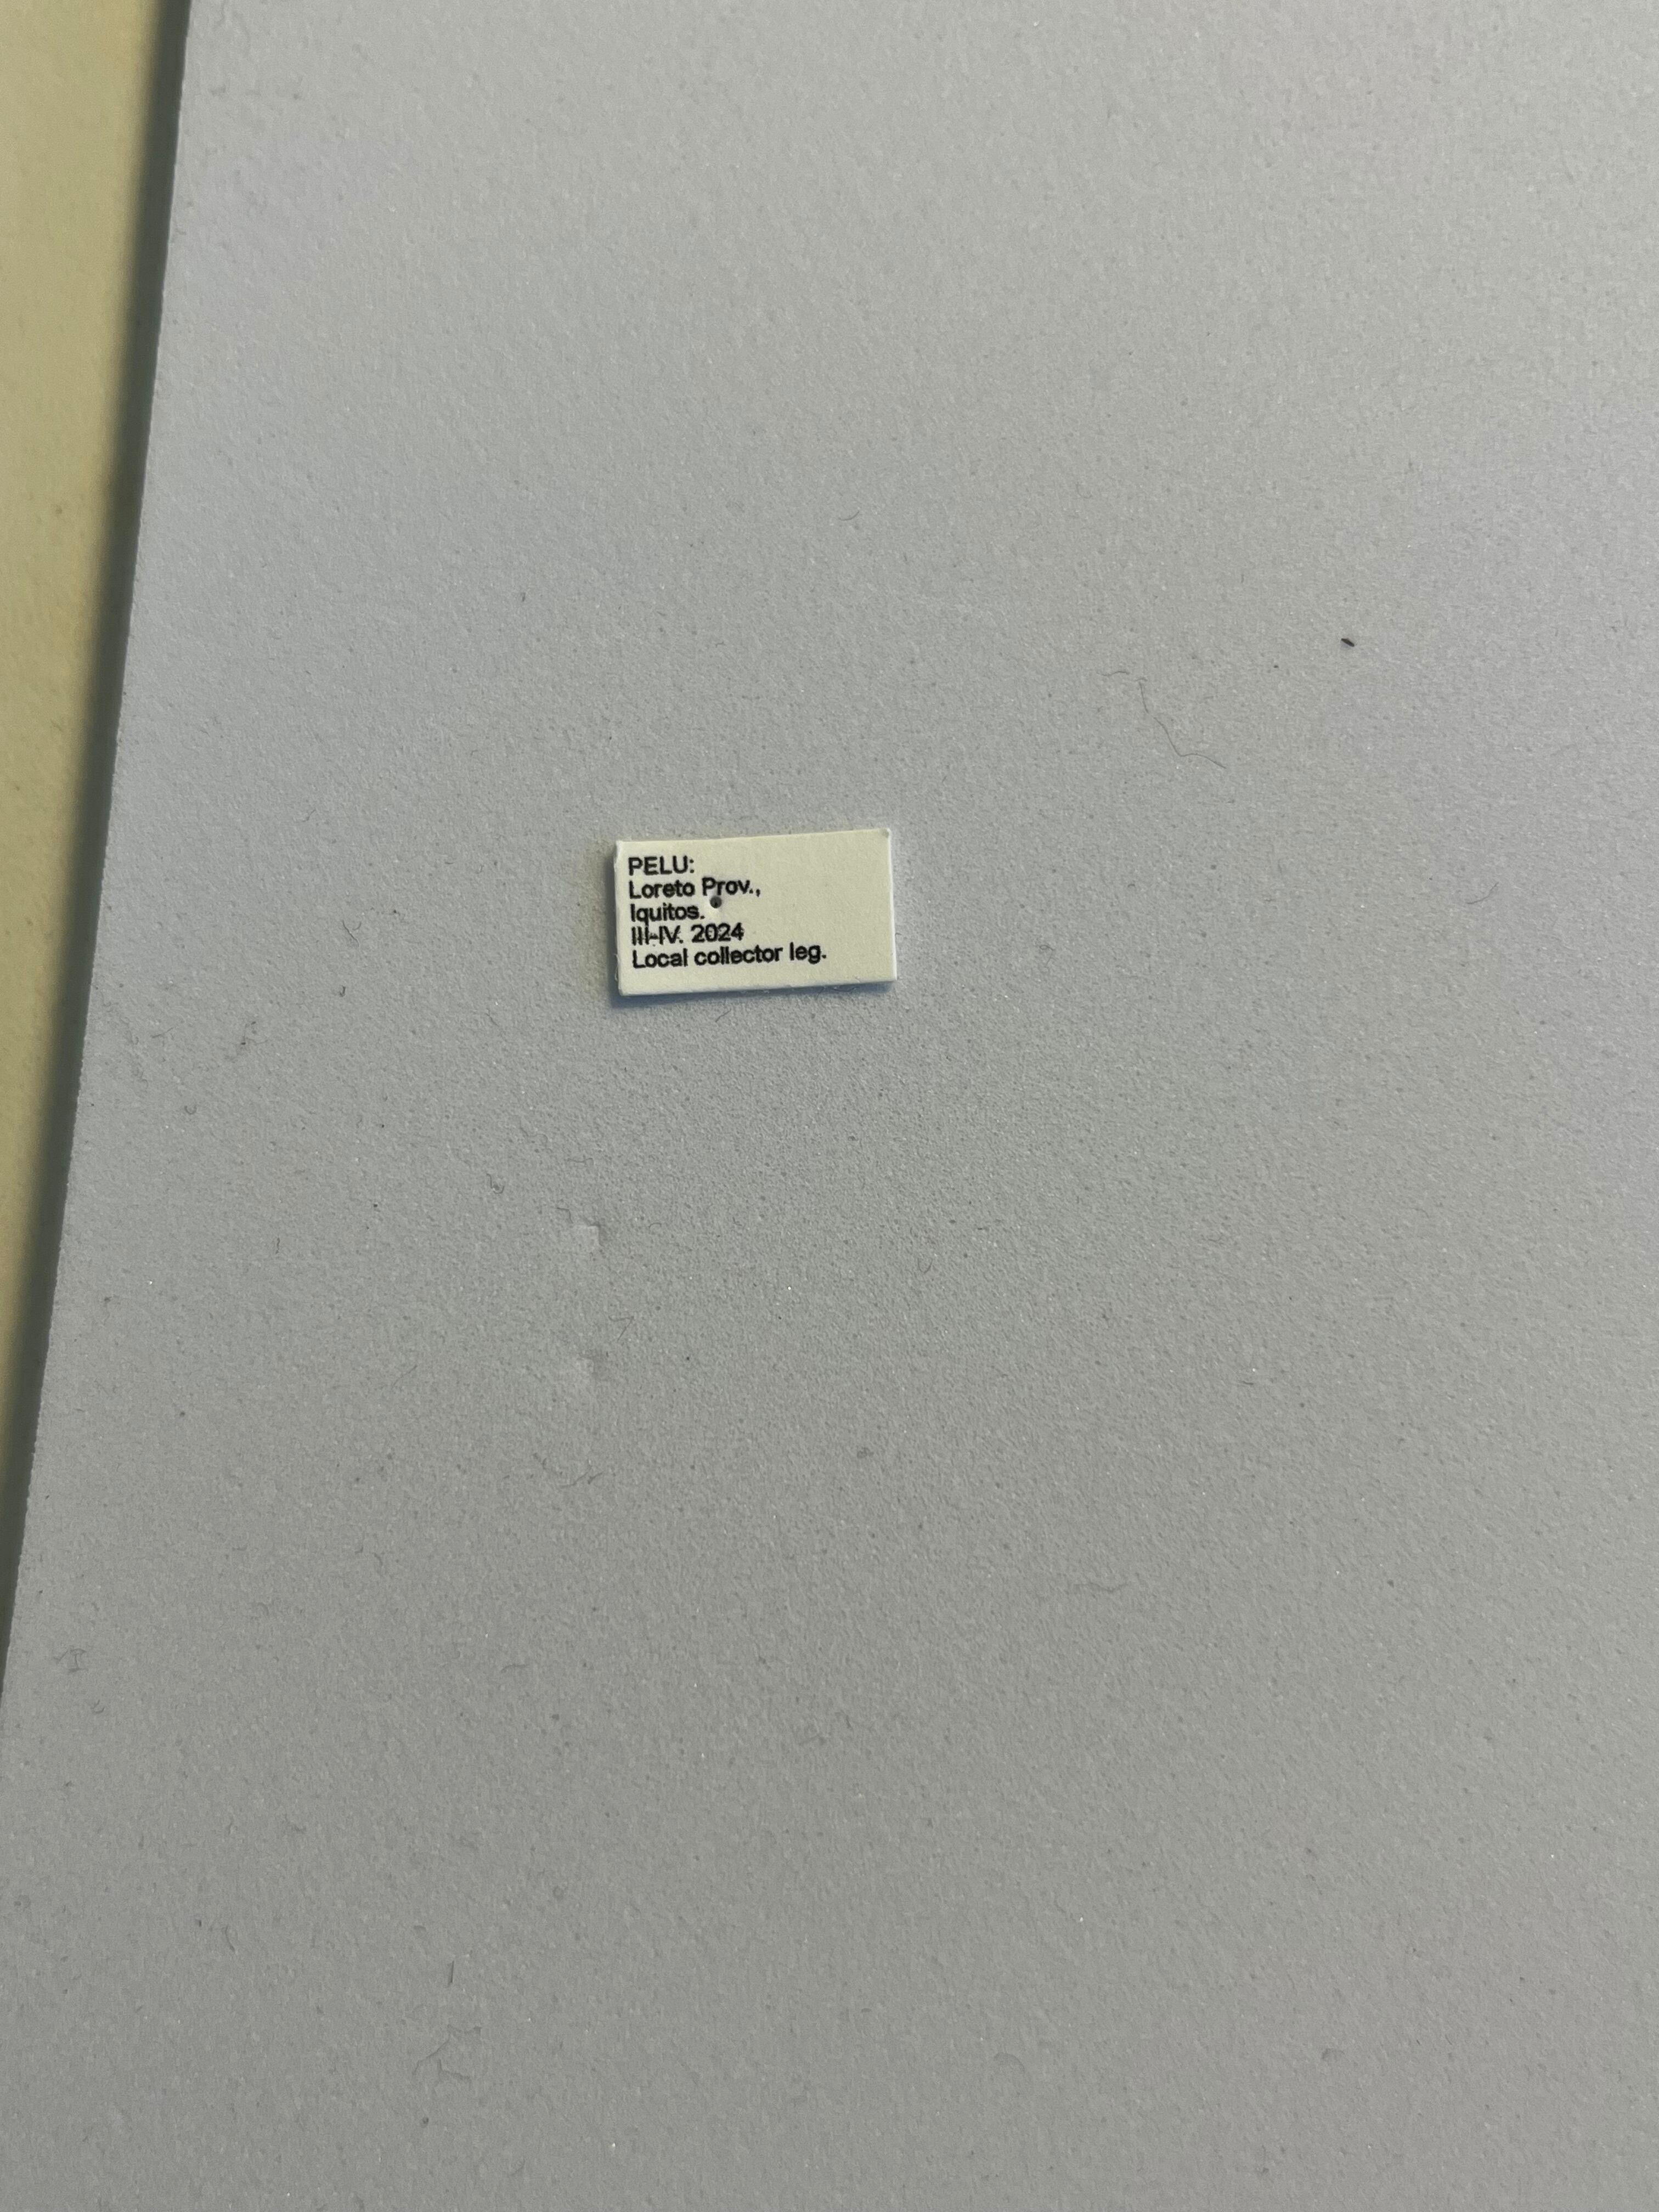 PELU:
Loreto Prov.,
Iquitos.
III-IV. 2024
Local collector leg.